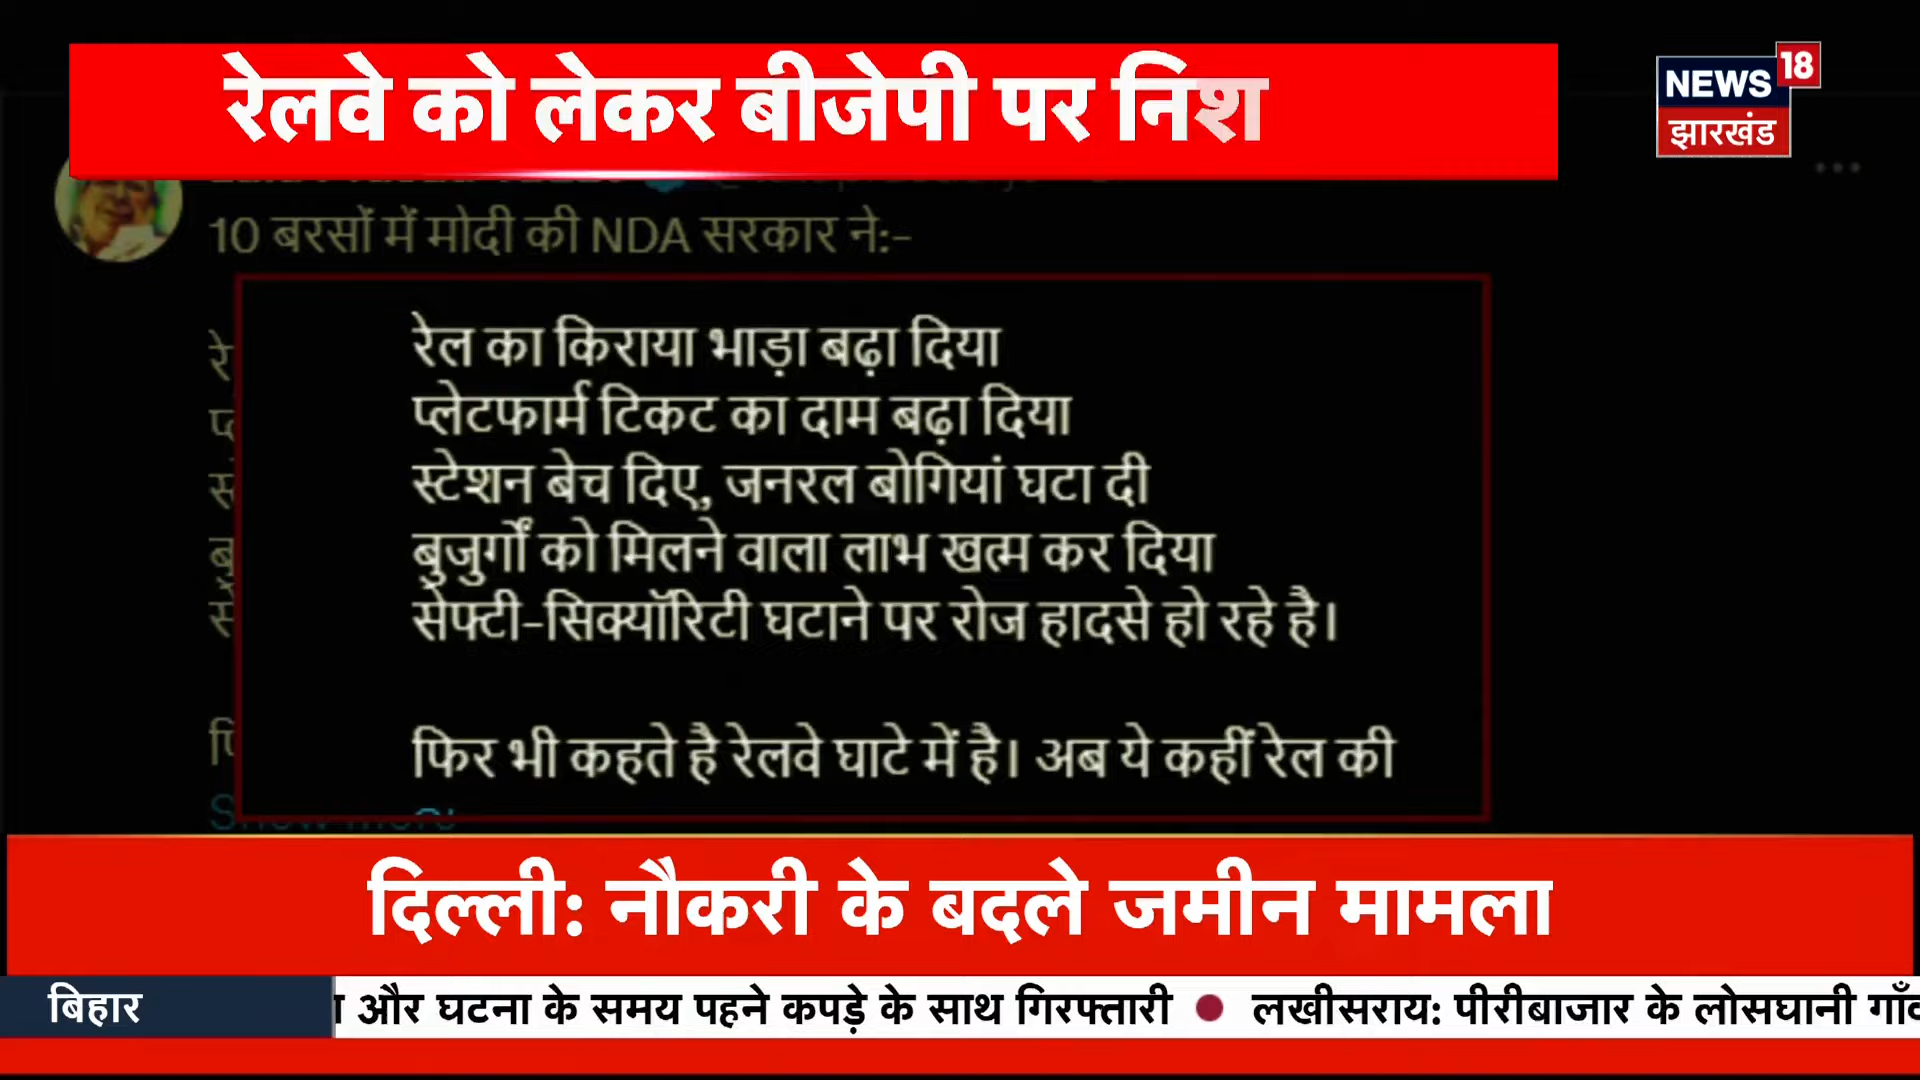 रेलवे को लेकर बीजेपी पर निश
NEWS 18
झारखंड
10 बरसों में मोदी की NDA सरकार ने:-
रेल का किराया भाड़ा बढ़ा दिया
प्लेटफार्म टिकट का दाम बढ़ा दिया
स्टेशन बेच दिए, जनरल बोगियां घटा दी
बुजुर्गों को मिलने वाला लाभ खत्म कर दिया
सेफ्टी-सिक्योंरिटी घटाने पर रोज हादसे हो रहे है।
फिर भी कहते है रेलवे घाटे में है। अब ये कहीं रेल की
Show more
दिल्ली: नौकरी के बदले जमीन मामला
बिहार
और घटना के समय पहने कपड़े के साथ गिरफ्तारी ● लखीसराय: पीरीबाजार के लोसघानी गाँव